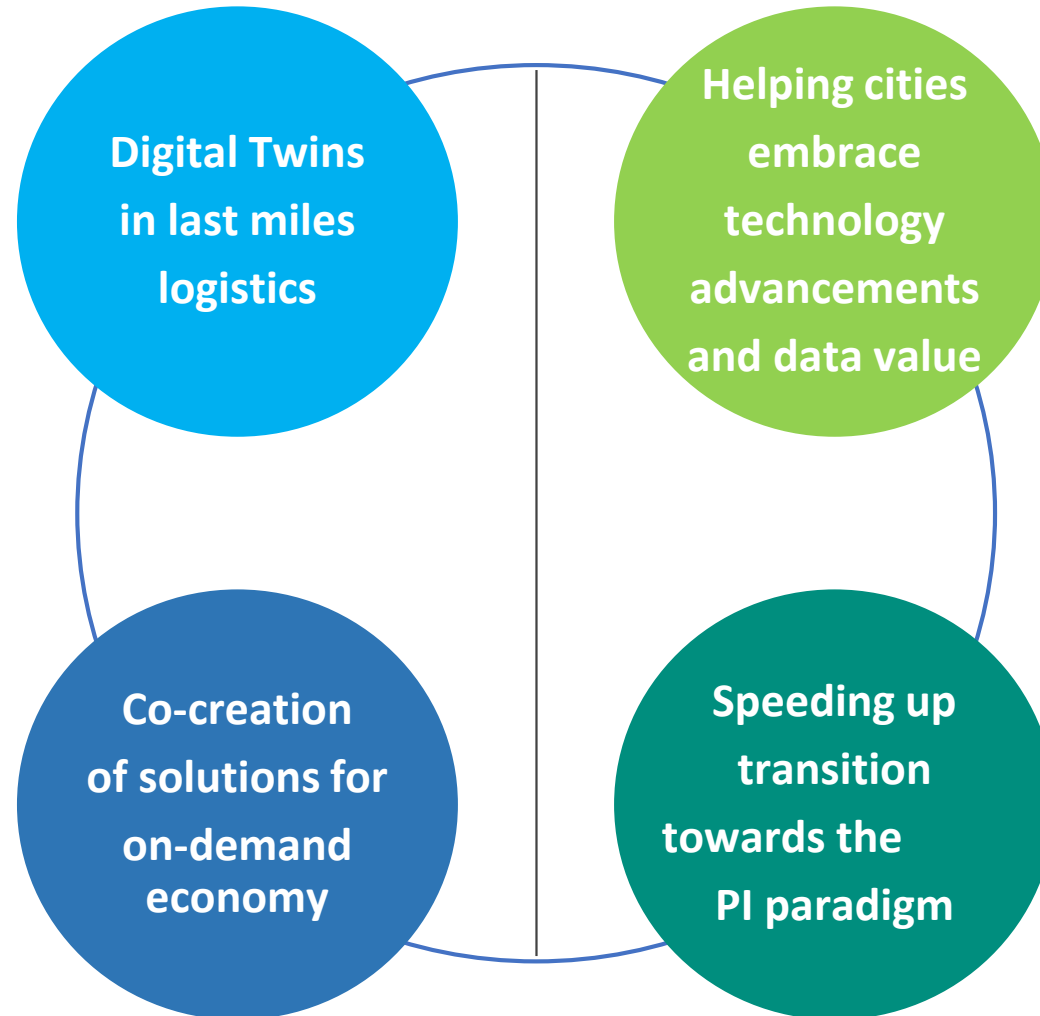 Digital Twins
in last miles
logistics
Helping cities
embrace
technology
advancements
and data value
Co-creation
of solutions for
on-demand
economy
Speeding up
transition
towards the
PI paradigm